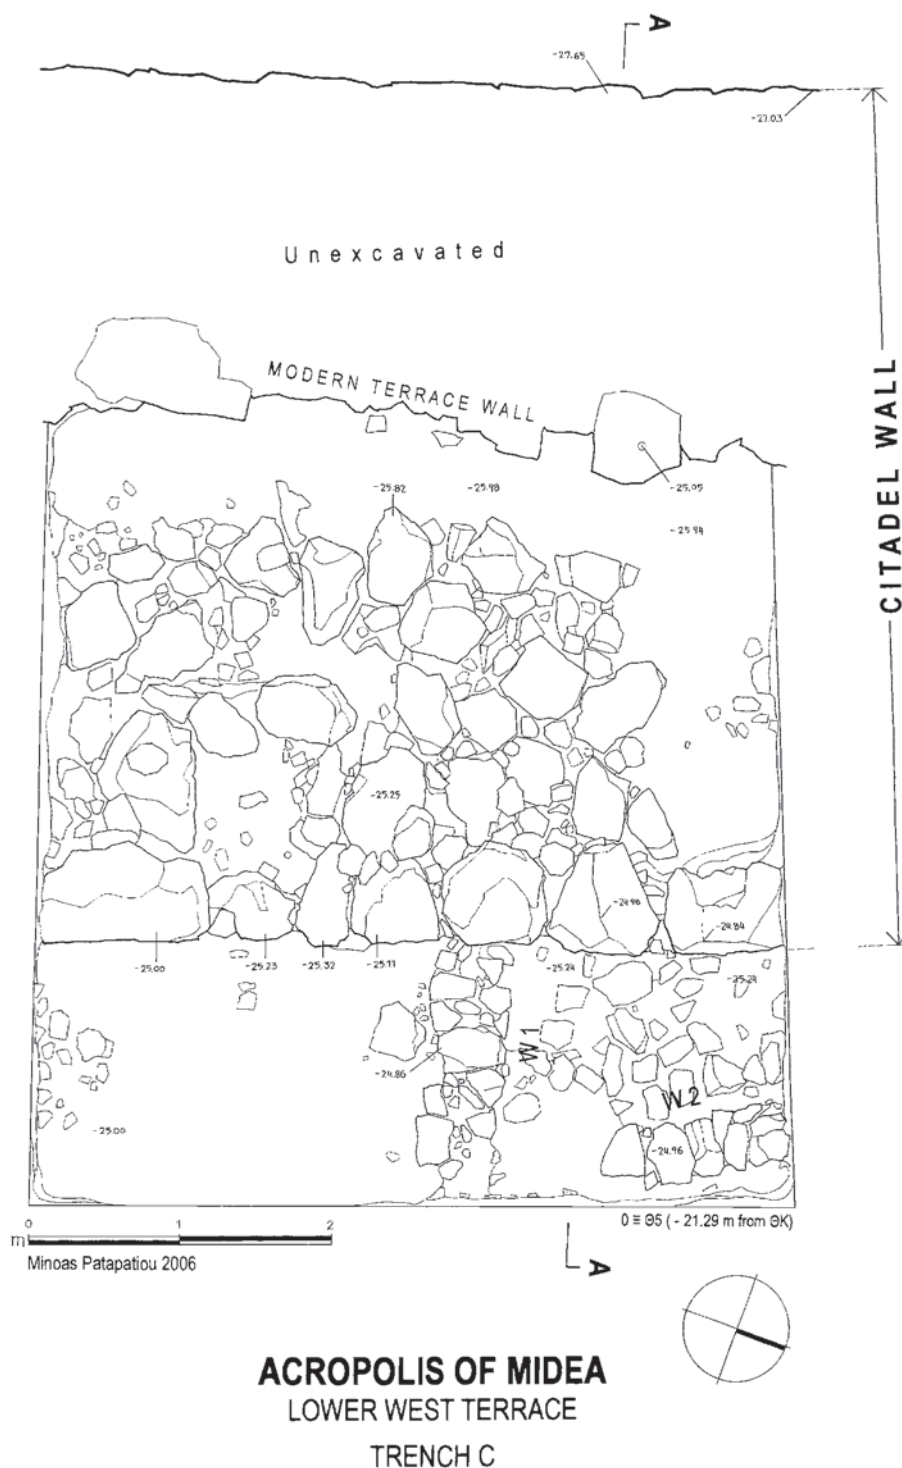 A
-27.65
-27.03
Unexcavated
MODERN TERRACE WALL
CITADEL WALL
-25.82
-25.98
-25.05
-25.94
-25.25
-24.98
-24.84
-25.00
-25.23
-25.32
-25.11
-25.24
-25.24
W1
-24.86
W2
-25.00
-24.96
0 1 2
m
0 ≡ Θ5 ( - 21.29 m from ΘK)
Minoas Patapatiou 2006
A
ACROPOLIS OF MIDEA
LOWER WEST TERRACE
TRENCH C